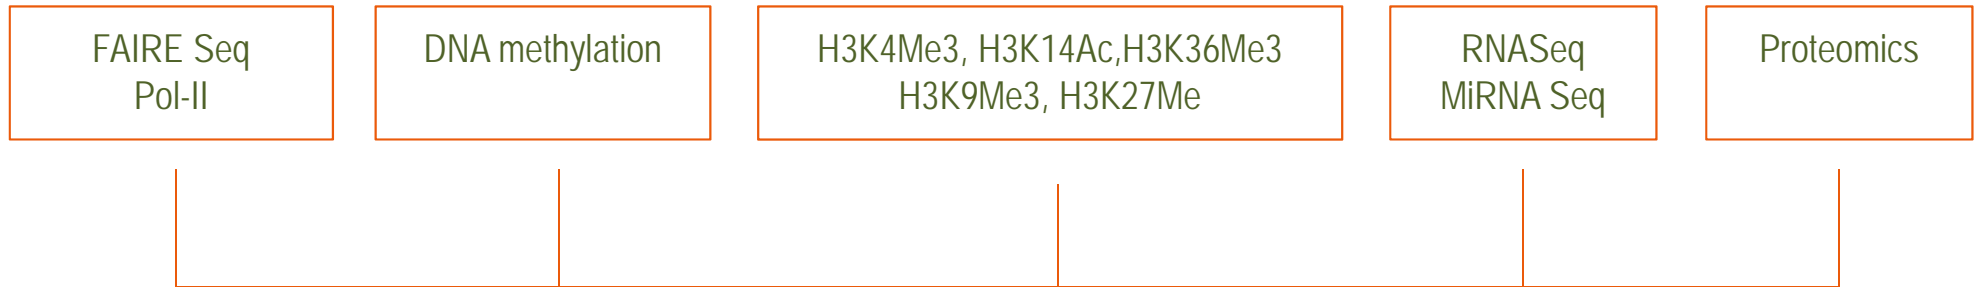 FAIRE Seq
Pol-II
DNA methylation
H3K4Me3, H3K14Ac,H3K36Me3
H3K9Me3, H3K27Me
RNASeq
MiRNA Seq
Proteomics